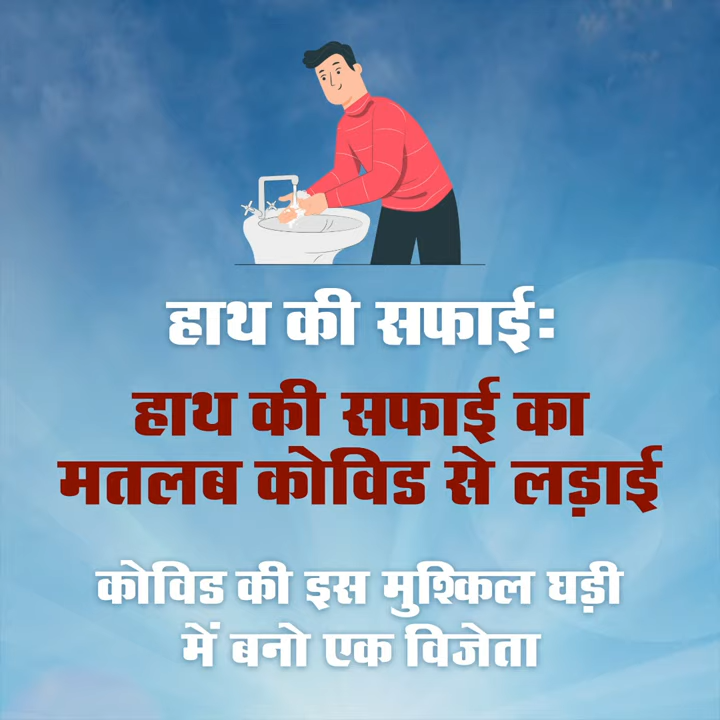 हाथ की सफाई:
हाथ की सफाई का
मतलब कोविड से लड़ाई
कोविड की इस मुश्किल घड़ी
में बनो एक विजेता